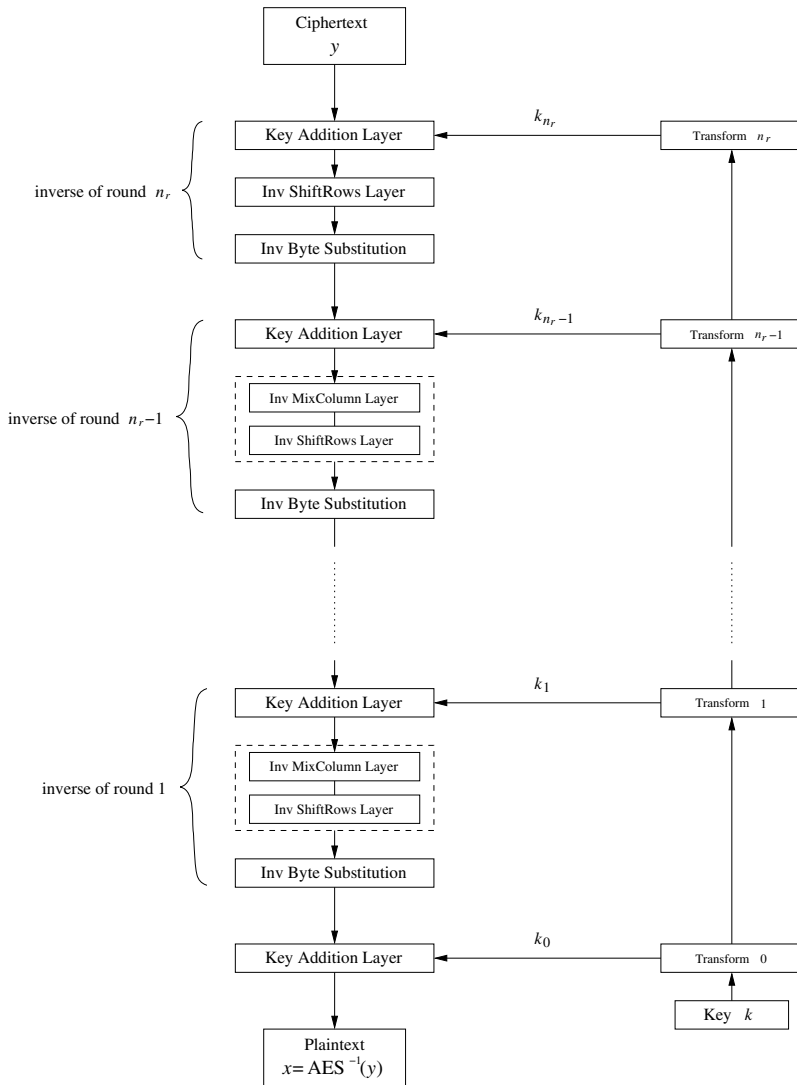 Ciphertext
y
k_{n_r}
Key Addition Layer
Transform n_r
inverse of round n_r
Inv ShiftRows Layer
Inv Byte Substitution
k_{n_r−1}
Key Addition Layer
Transform n_r−1
Inv MixColumn Layer
inverse of round n_r−1
Inv ShiftRows Layer
Inv Byte Substitution
k_1
Key Addition Layer
Transform 1
Inv MixColumn Layer
inverse of round 1
Inv ShiftRows Layer
Inv Byte Substitution
k_0
Key Addition Layer
Transform 0
Key k
Plaintext
x= AES^{−1}(y)